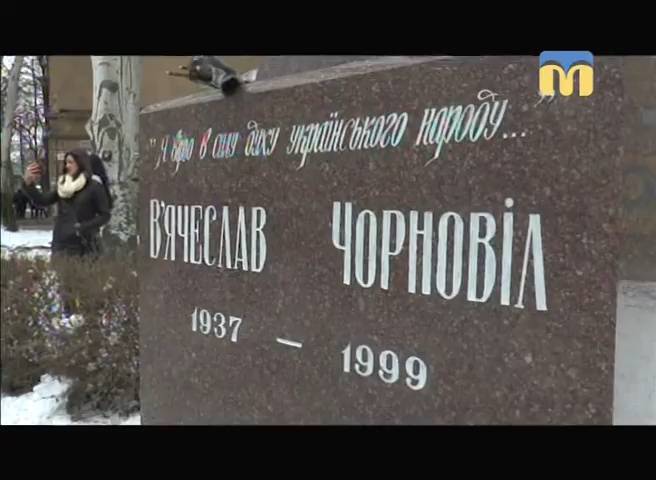 "Я вірю в силу духу українського народу..."
В'ЯЧЕСЛАВ ЧОРНОВІЛ
1937 – 1999
m